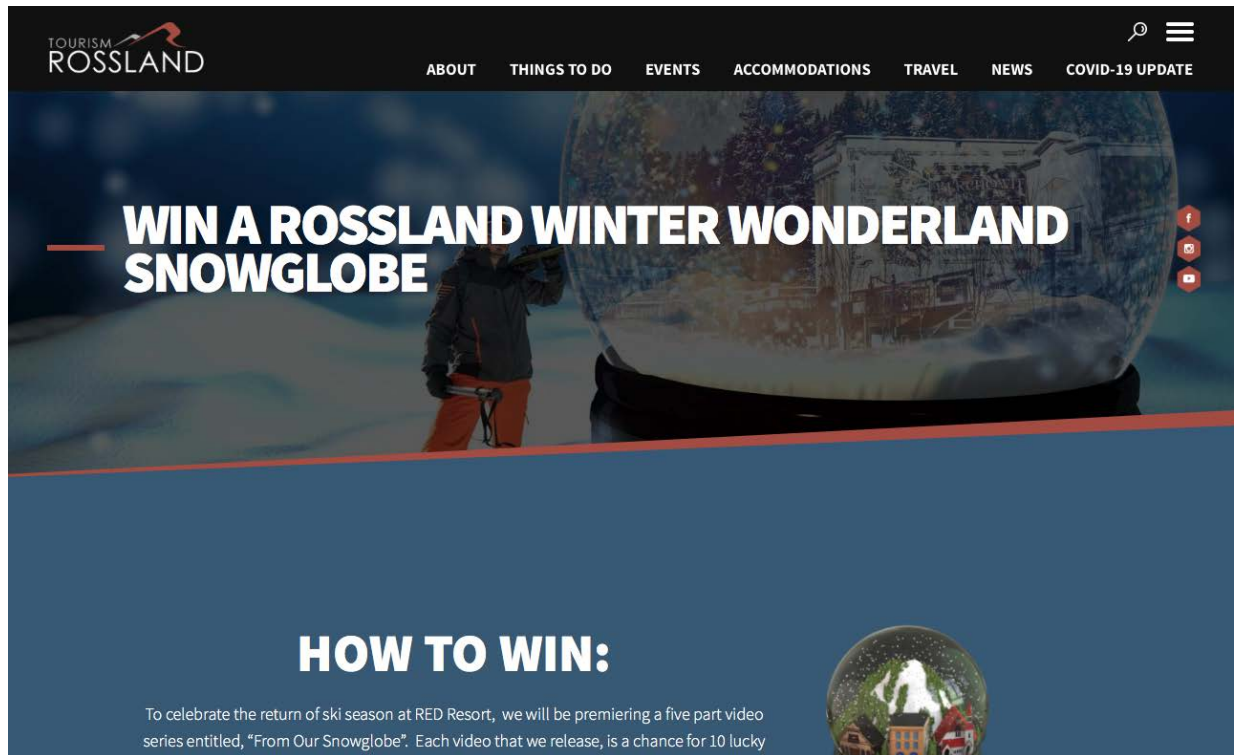 TOURISM
ROSSLAND
ABOUT THINGS TO DO EVENTS ACCOMMODATIONS TRAVEL NEWS COVID-19 UPDATE
WIN A ROSSLAND WINTER WONDERLAND
SNOWGLOBE
HOW TO WIN:
To celebrate the return of ski season at RED Resort, we will be premiering a five part video
series entitled, “From Our Snowglobe”. Each video that we release, is a chance for 10 lucky